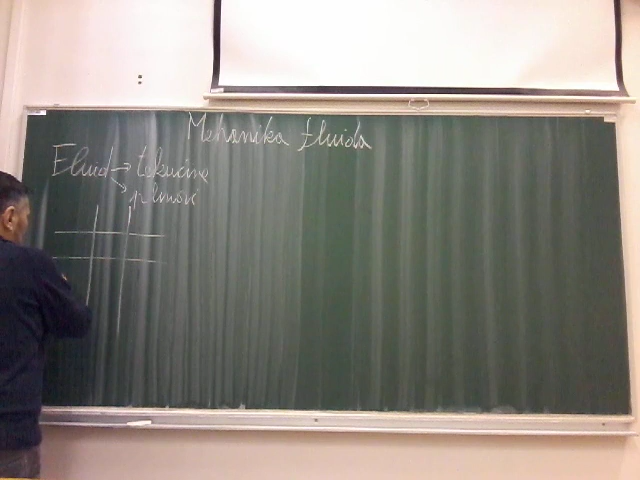 Mehanika fluida
Fluid → tekućine
→ plinovi